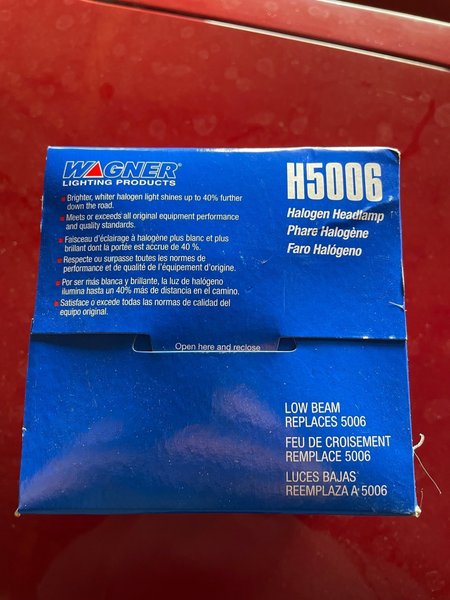 WAGNER®
LIGHTING PRODUCTS
Brighter, whiter halogen light shines up to 40% further
down the road.
Meets or exceeds all original equipment performance
and quality standards.
Faisceau d'éclairage à halogène plus blanc et plus
brillant dont la portée est accrue de 40 %.
Respecte ou surpasse toutes les normes de
performance et de qualité de l'équipement d'origine.
Por ser más blanca y brillante, la luz de halógeno
ilumina hasta un 40% más de distancia en el camino.
Satisface o excede todas las normas de calidad del
equipo original.
H5006
Halogen Headlamp
Phare Halogène
Faro Halógeno
Open here and reclose
LOW BEAM
REPLACES 5006
FEU DE CROISEMENT
REMPLACE 5006
LUCES BAJAS
REEMPLAZA A 5006